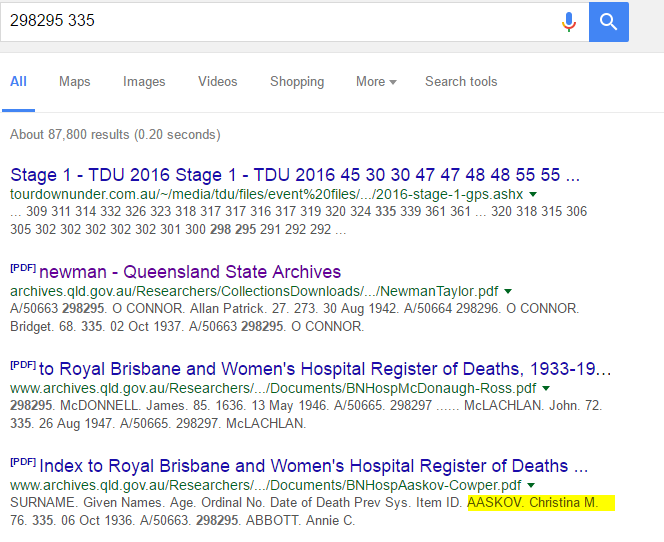 298295 335
All Maps Images Videos Shopping More Search tools
About 87,800 results (0.20 seconds)
Stage 1 - TDU 2016 Stage 1 - TDU 2016 45 30 30 47 47 48 48 55 55 ...
tourdownunder.com.au/~/media/tdu/files/event%20files/.../2016-stage-1-gps.ashx
... 309 311 314 332 326 323 318 317 317 316 317 319 320 324 335 339 361 361 ... 320 318 315 306
305 302 302 302 302 302 301 300 298 295 291 292 292 ...
[PDF] newman - Queensland State Archives
archives.qld.gov.au/Researchers/CollectionsDownloads/.../NewmanTaylor.pdf
A/50663 298295. O CONNOR. Allan Patrick. 27. 273. 30 Aug 1942. A/50664 298296. O CONNOR.
Bridget. 68. 335. 02 Oct 1937. A/50663 298295. O CONNOR.
[PDF] to Royal Brisbane and Women's Hospital Register of Deaths, 1933-19...
www.archives.qld.gov.au/Researchers/.../Documents/BNHospMcDonaugh-Ross.pdf
298295. McDONNELL. James. 85. 1636. 13 May 1946. A/50665. 298297 ...... McLACHLAN. John. 72.
335. 26 Aug 1947. A/50665. 298297. McLACHLAN.
[PDF] Index to Royal Brisbane and Women's Hospital Register of Deaths ...
www.archives.qld.gov.au/Researchers/.../Documents/BNHospAaskov-Cowper.pdf
SURNAME. Given Names. Age. Ordinal No. Date of Death Prev Sys. Item ID. AASKOV. Christina M.
76. 335. 06 Oct 1936. A/50663. 298295. ABBOTT. Annie C.